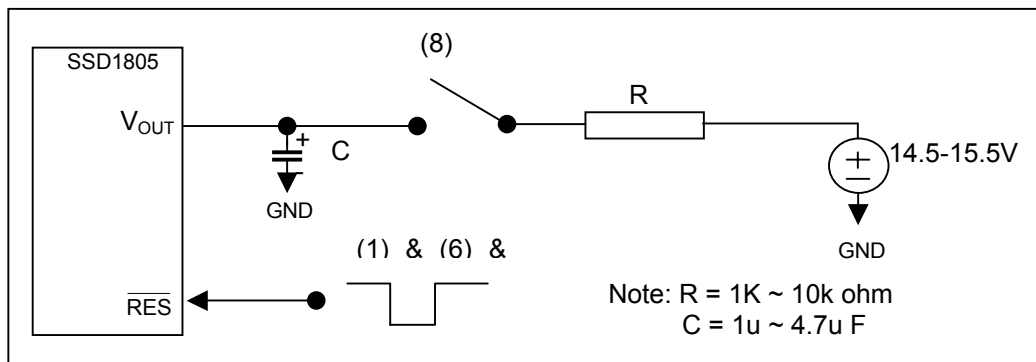 SSD1805
(8)
R
VOUT
+
C
-
GND
+
-
14.5-15.5V
GND
(1) & (6) &
RES
Note: R = 1K ~ 10k ohm
C = 1u ~ 4.7u F